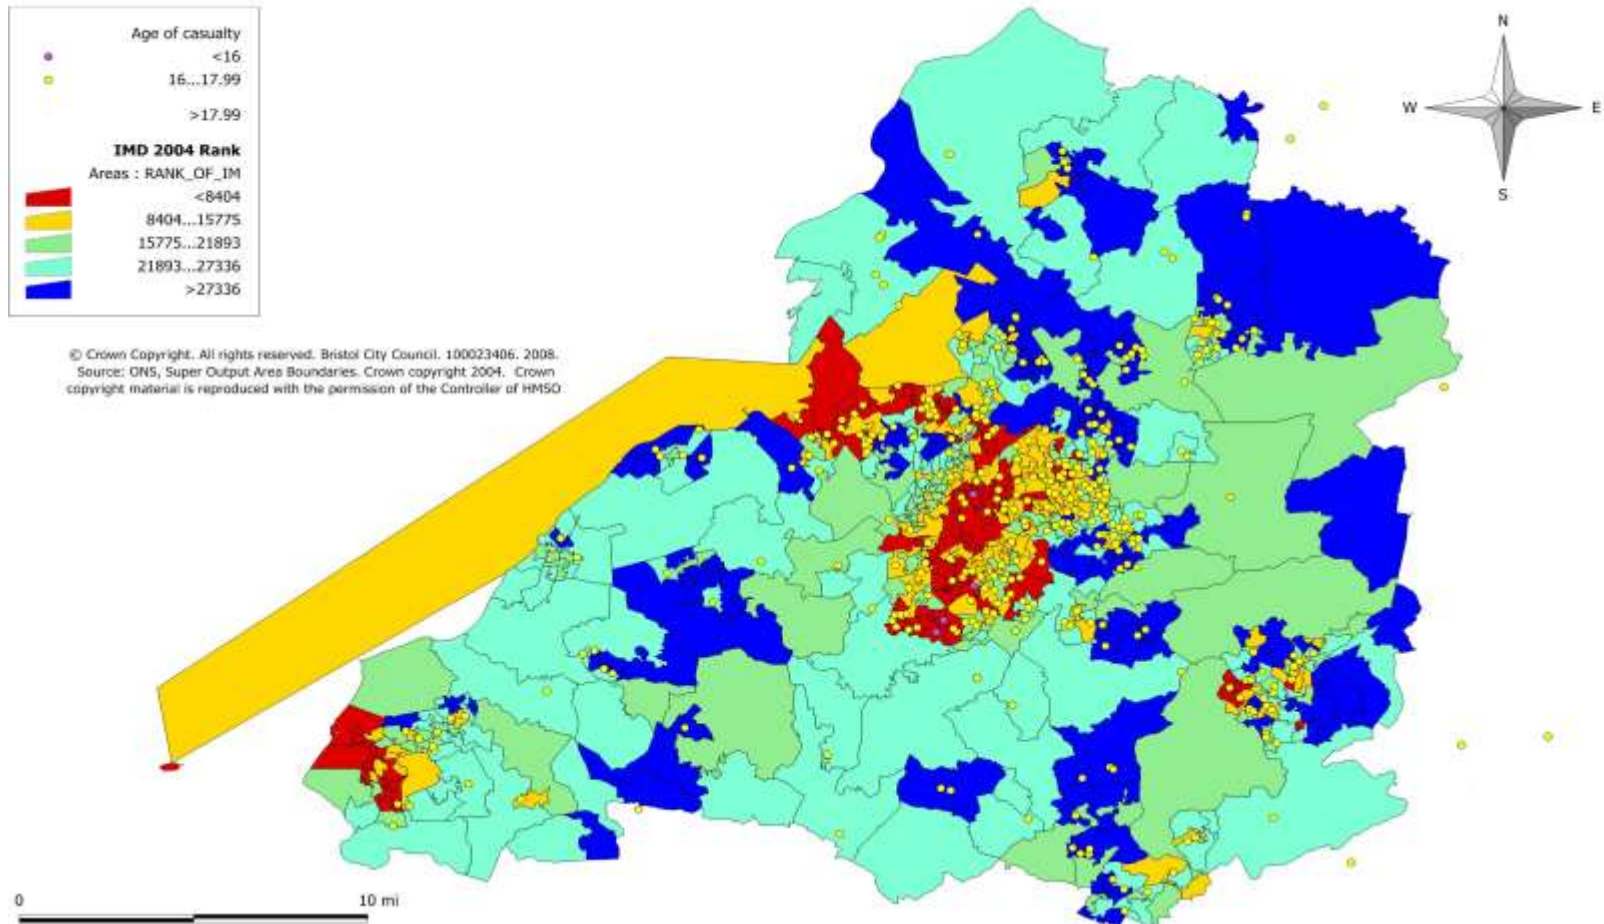 Age of casualty
<16
16...17.99
>17.99
IMD 2004 Rank
Areas : RANK_OF_IM
<8404
8404...15775
15775...21893
21893...27336
>27336
© Crown Copyright. All rights reserved. Bristol City Council. 100023406. 2008.
Source: ONS, Super Output Area Boundaries. Crown copyright 2004. Crown
copyright material is reproduced with the permission of the Controller of HMSO
N
W E
S
0 10 mi